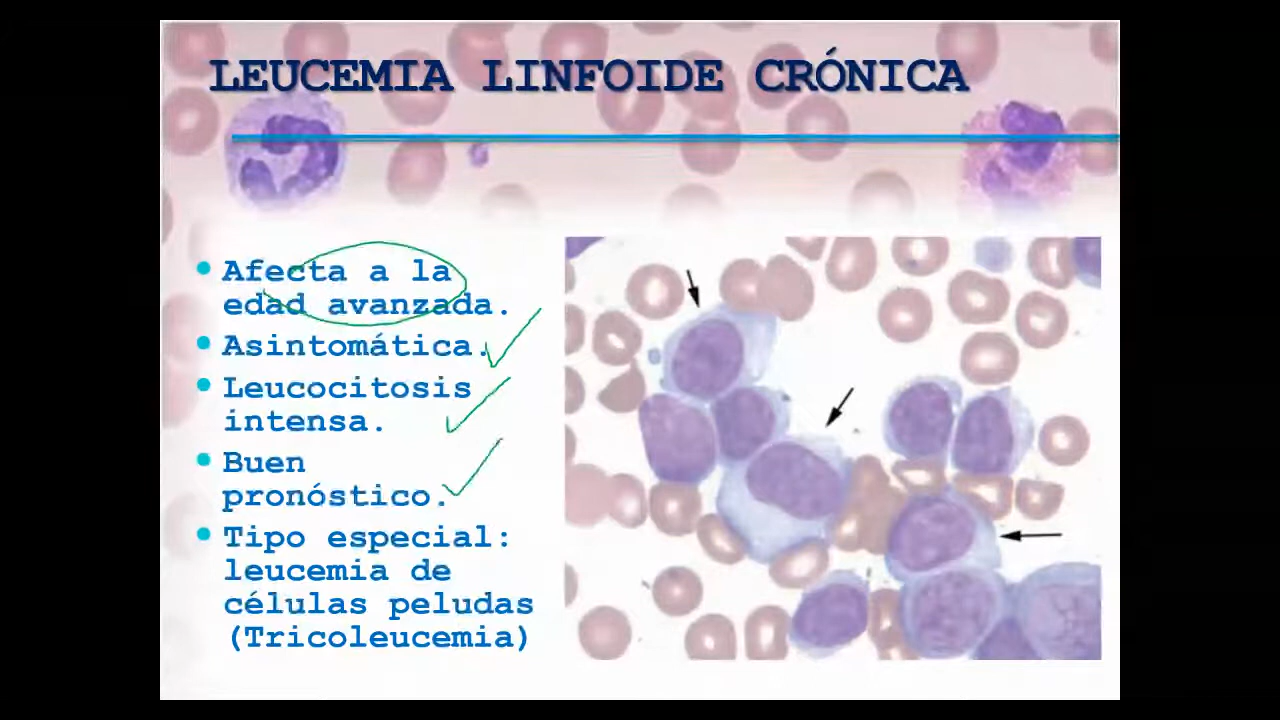 LEUCEMIA LINFOIDE CRÓNICA
Afecta a la
edad avanzada.
Asintomática.
Leucocitosis
intensa.
Buen
pronóstico.
Tipo especial:
leucemia de
células peludas
(Tricoleucemia)